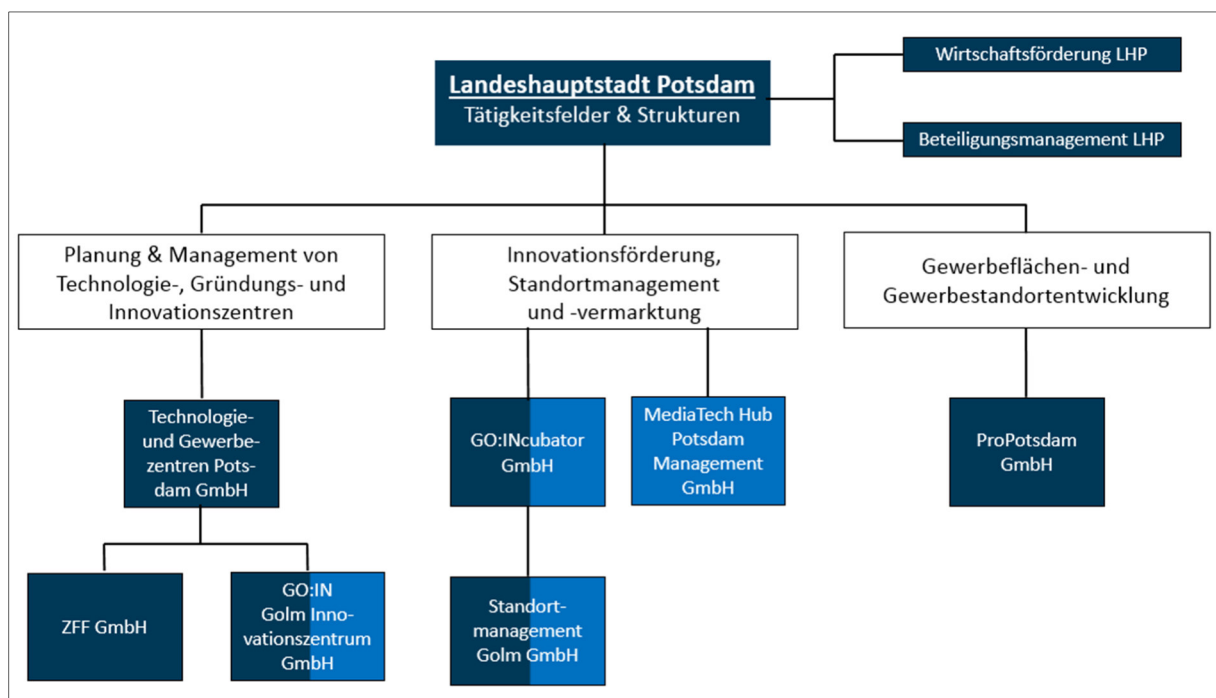 Landeshauptstadt Potsdam
Tätigkeitsfelder & Strukturen
Wirtschaftsförderung LHP
Beteiligungsmanagement LHP
Planung & Management von
Technologie-, Gründungs- und
Innovationszentren
Innovationsförderung,
Standortmanagement
und -vermarktung
Gewerbeflächen- und
Gewerbestandortentwicklung
Technologie-
und Gewerbe-
zentren Pots-
dam GmbH
GO:INcubator
GmbH
MediaTech Hub
Potsdam
Management
GmbH
ProPotsdam
GmbH
ZFF GmbH
GO:IN
Golm Inno-
vationszentrum
GmbH
Standort-
management
Golm GmbH